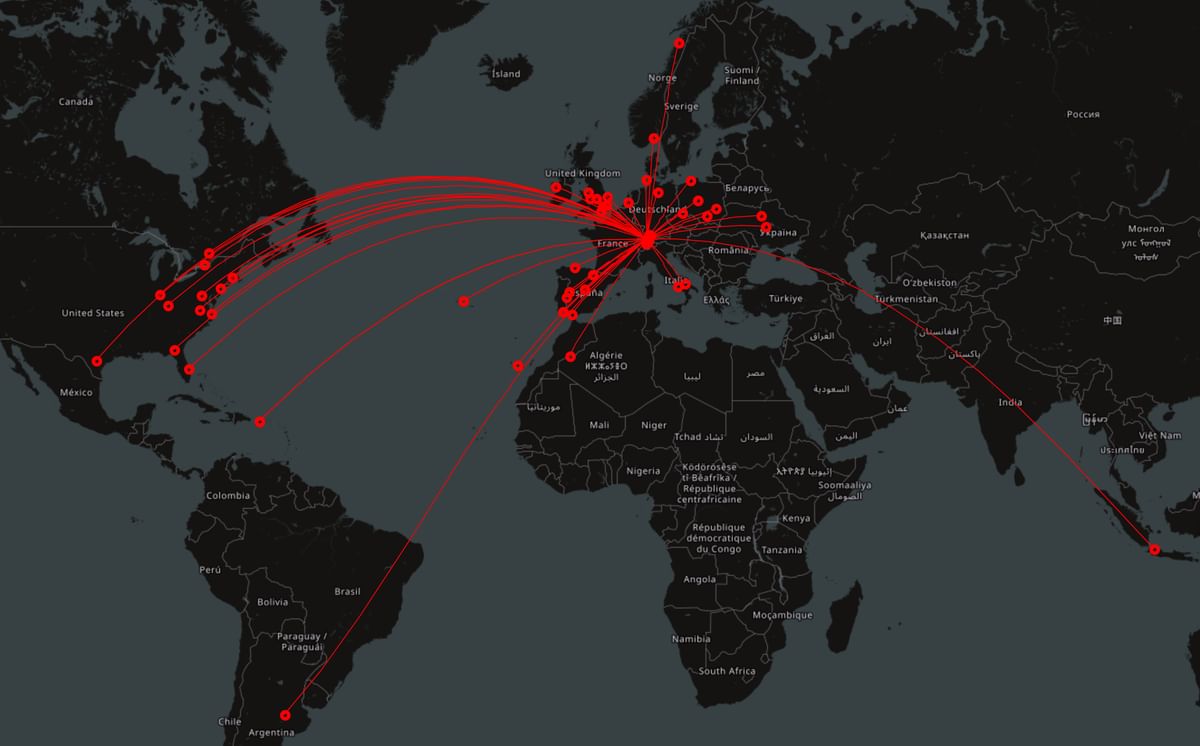 Ísland
Norge
Suomi /
Finland
Canada
Sverige
Россия
United Kingdom
Беларусь
Deutschland
Україна
France
România
Қазақстан
Монгол
улс
Italia
España
Ελλάς
Türkiye
Oʻzbekiston
Türkmenistan
United States
中国
العراق
ایران
افغانستان
پاکستان
Algérie
ⵍⵣⵣⴰⵢⴻⵔ
الجزائر
ليبيا
مصر
السعودية
México
India
عمان
موريتانيا
Mali
Niger
Tchad تشاد
السودان
اليمن
Việt Nam
ประเทศไทย
Nigeria
Ködörösêse
tî Bêafrîka /
République
centrafricaine
ኢትዮጵያ إثيوبيا
Soomaaliya
الصومال
Colombia
Kenya
République
démocratique
du Congo
Tanzania
Perú
Angola
Brasil
Bolivia
Moçambique
Paraguay /
Paraguái
Namibia
South Africa
Chile
Argentina